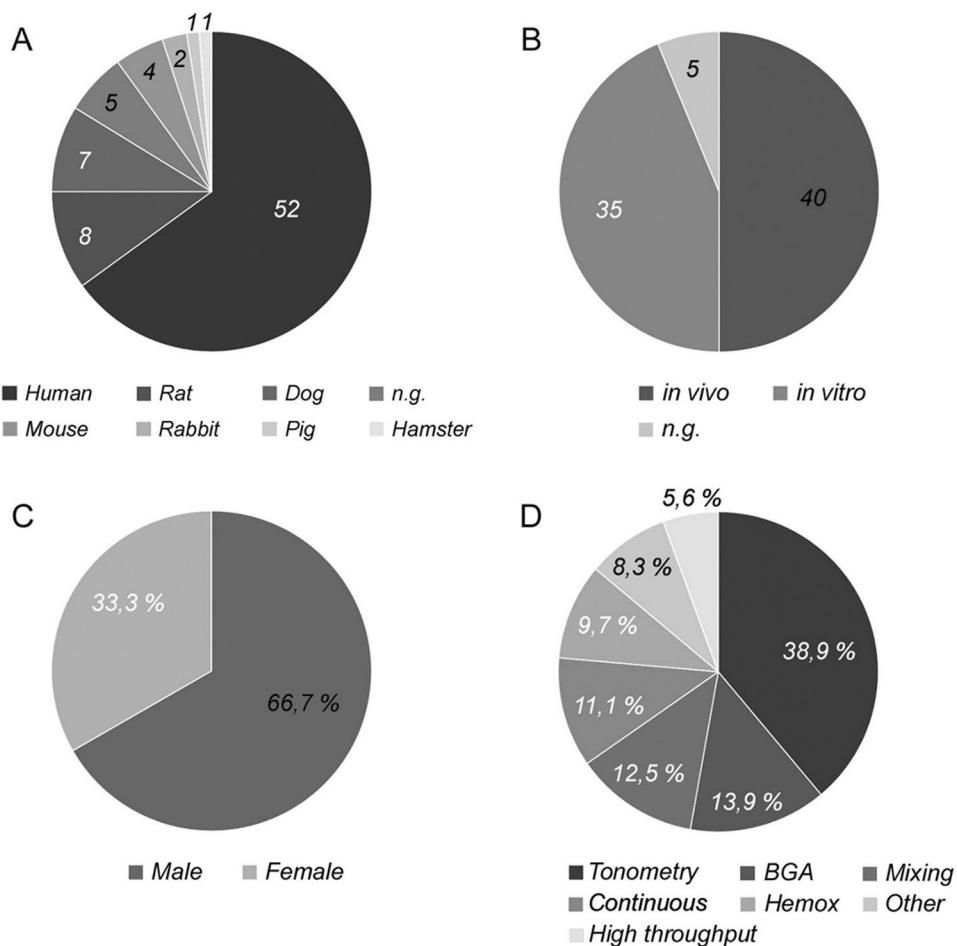 A
1 1
2
4
5
7
8
52
Human Rat Dog n.g.
Mouse Rabbit Pig Hamster
B
5
35
40
in vivo in vitro
n.g.
C
33,3 %
66,7 %
Male Female
D
5,6 %
8,3 %
9,7 %
38,9 %
11,1 %
12,5 %
13,9 %
Tonometry BGA Mixing
Continuous Hemox Other
High throughput